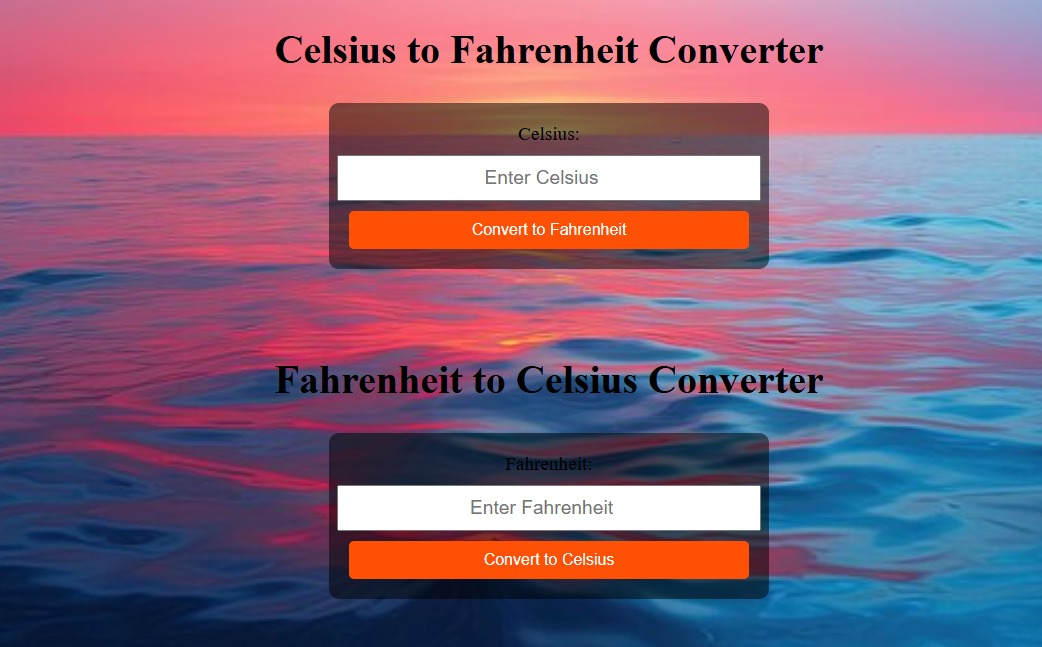 Celsius to Fahrenheit Converter
Celsius:
Enter Celsius
Convert to Fahrenheit
Fahrenheit to Celsius Converter
Fahrenheit:
Enter Fahrenheit
Convert to Celsius